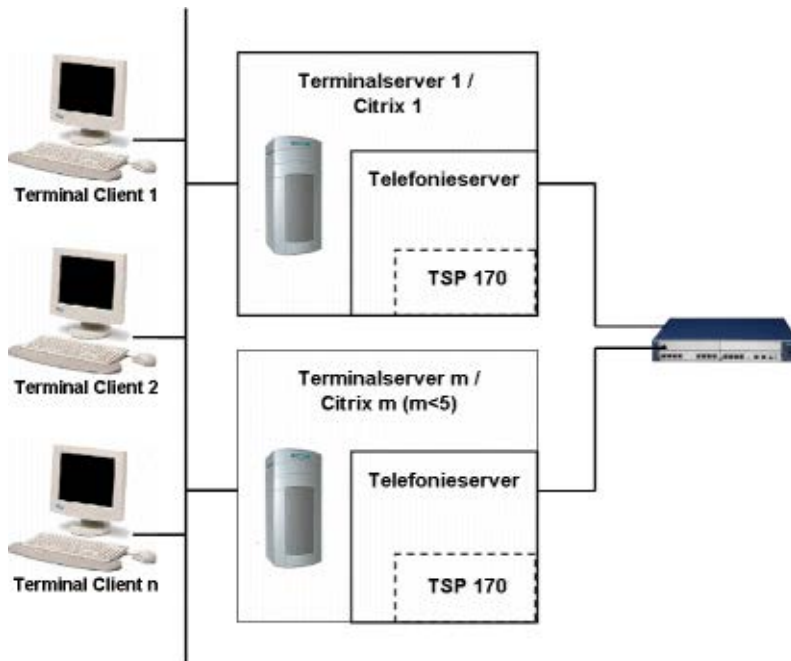 Terminal Client 1
Terminal Client 2
Terminal Client n
Terminalserver 1 /
Citrix 1
Telefonieserver
TSP 170
Terminalserver m /
Citrix m (m<5)
Telefonieserver
TSP 170